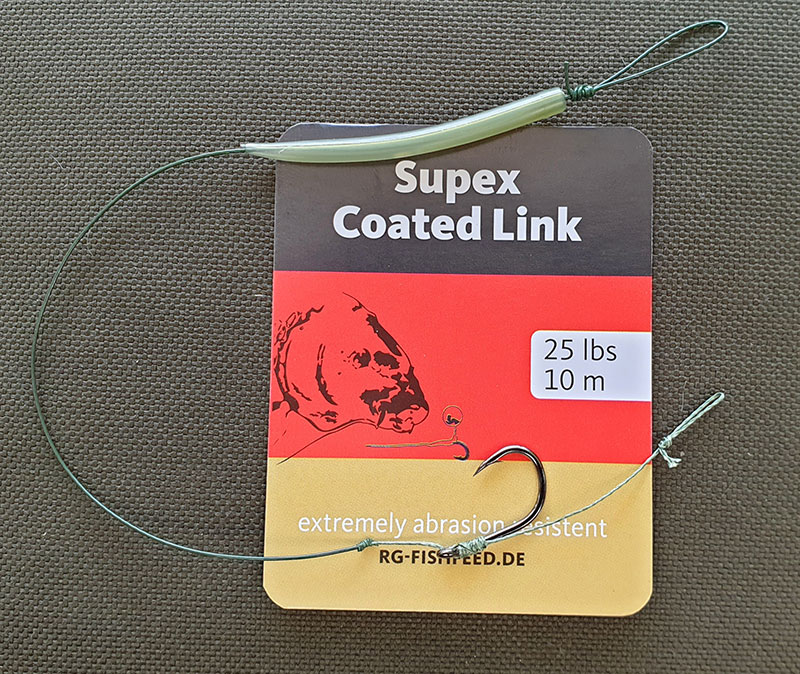 Supex
Coated Link
25 lbs
10 m
extremely abrasion resistent
RG-FISHFEED.DE